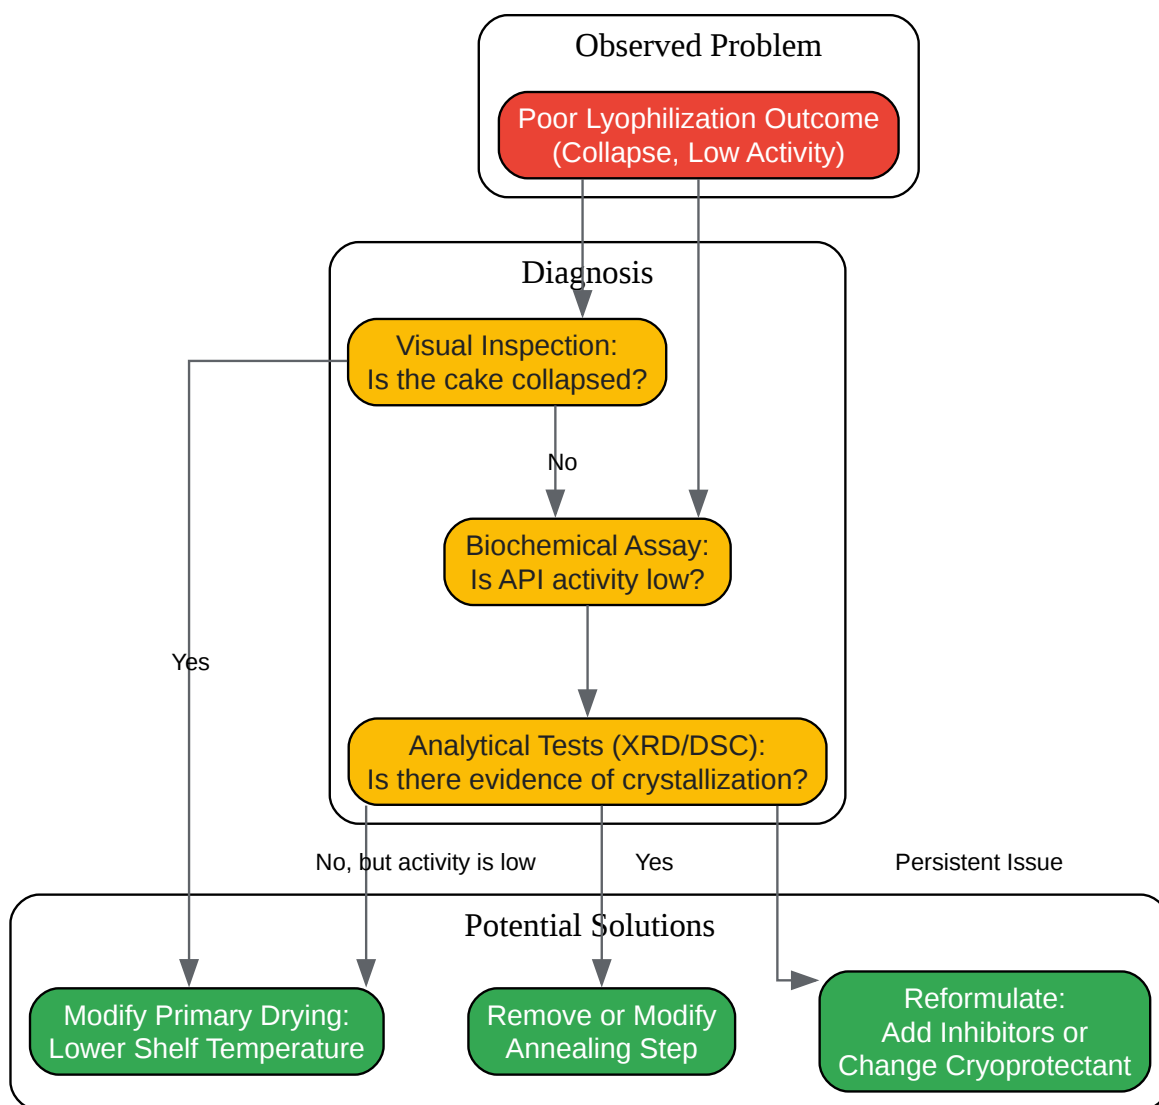 Observed Problem
Poor Lyophilization Outcome
(Collapse, Low Activity)
Diagnosis
Visual Inspection:
Is the cake collapsed?
No
Biochemical Assay:
Is API activity low?
Yes
Analytical Tests (XRD/DSC):
Is there evidence of crystallization?
No, but activity is low
Yes
Persistent Issue
Potential Solutions
Modify Primary Drying:
Lower Shelf Temperature
Remove or Modify
Annealing Step
Reformulate:
Add Inhibitors or
Change Cryoprotectant